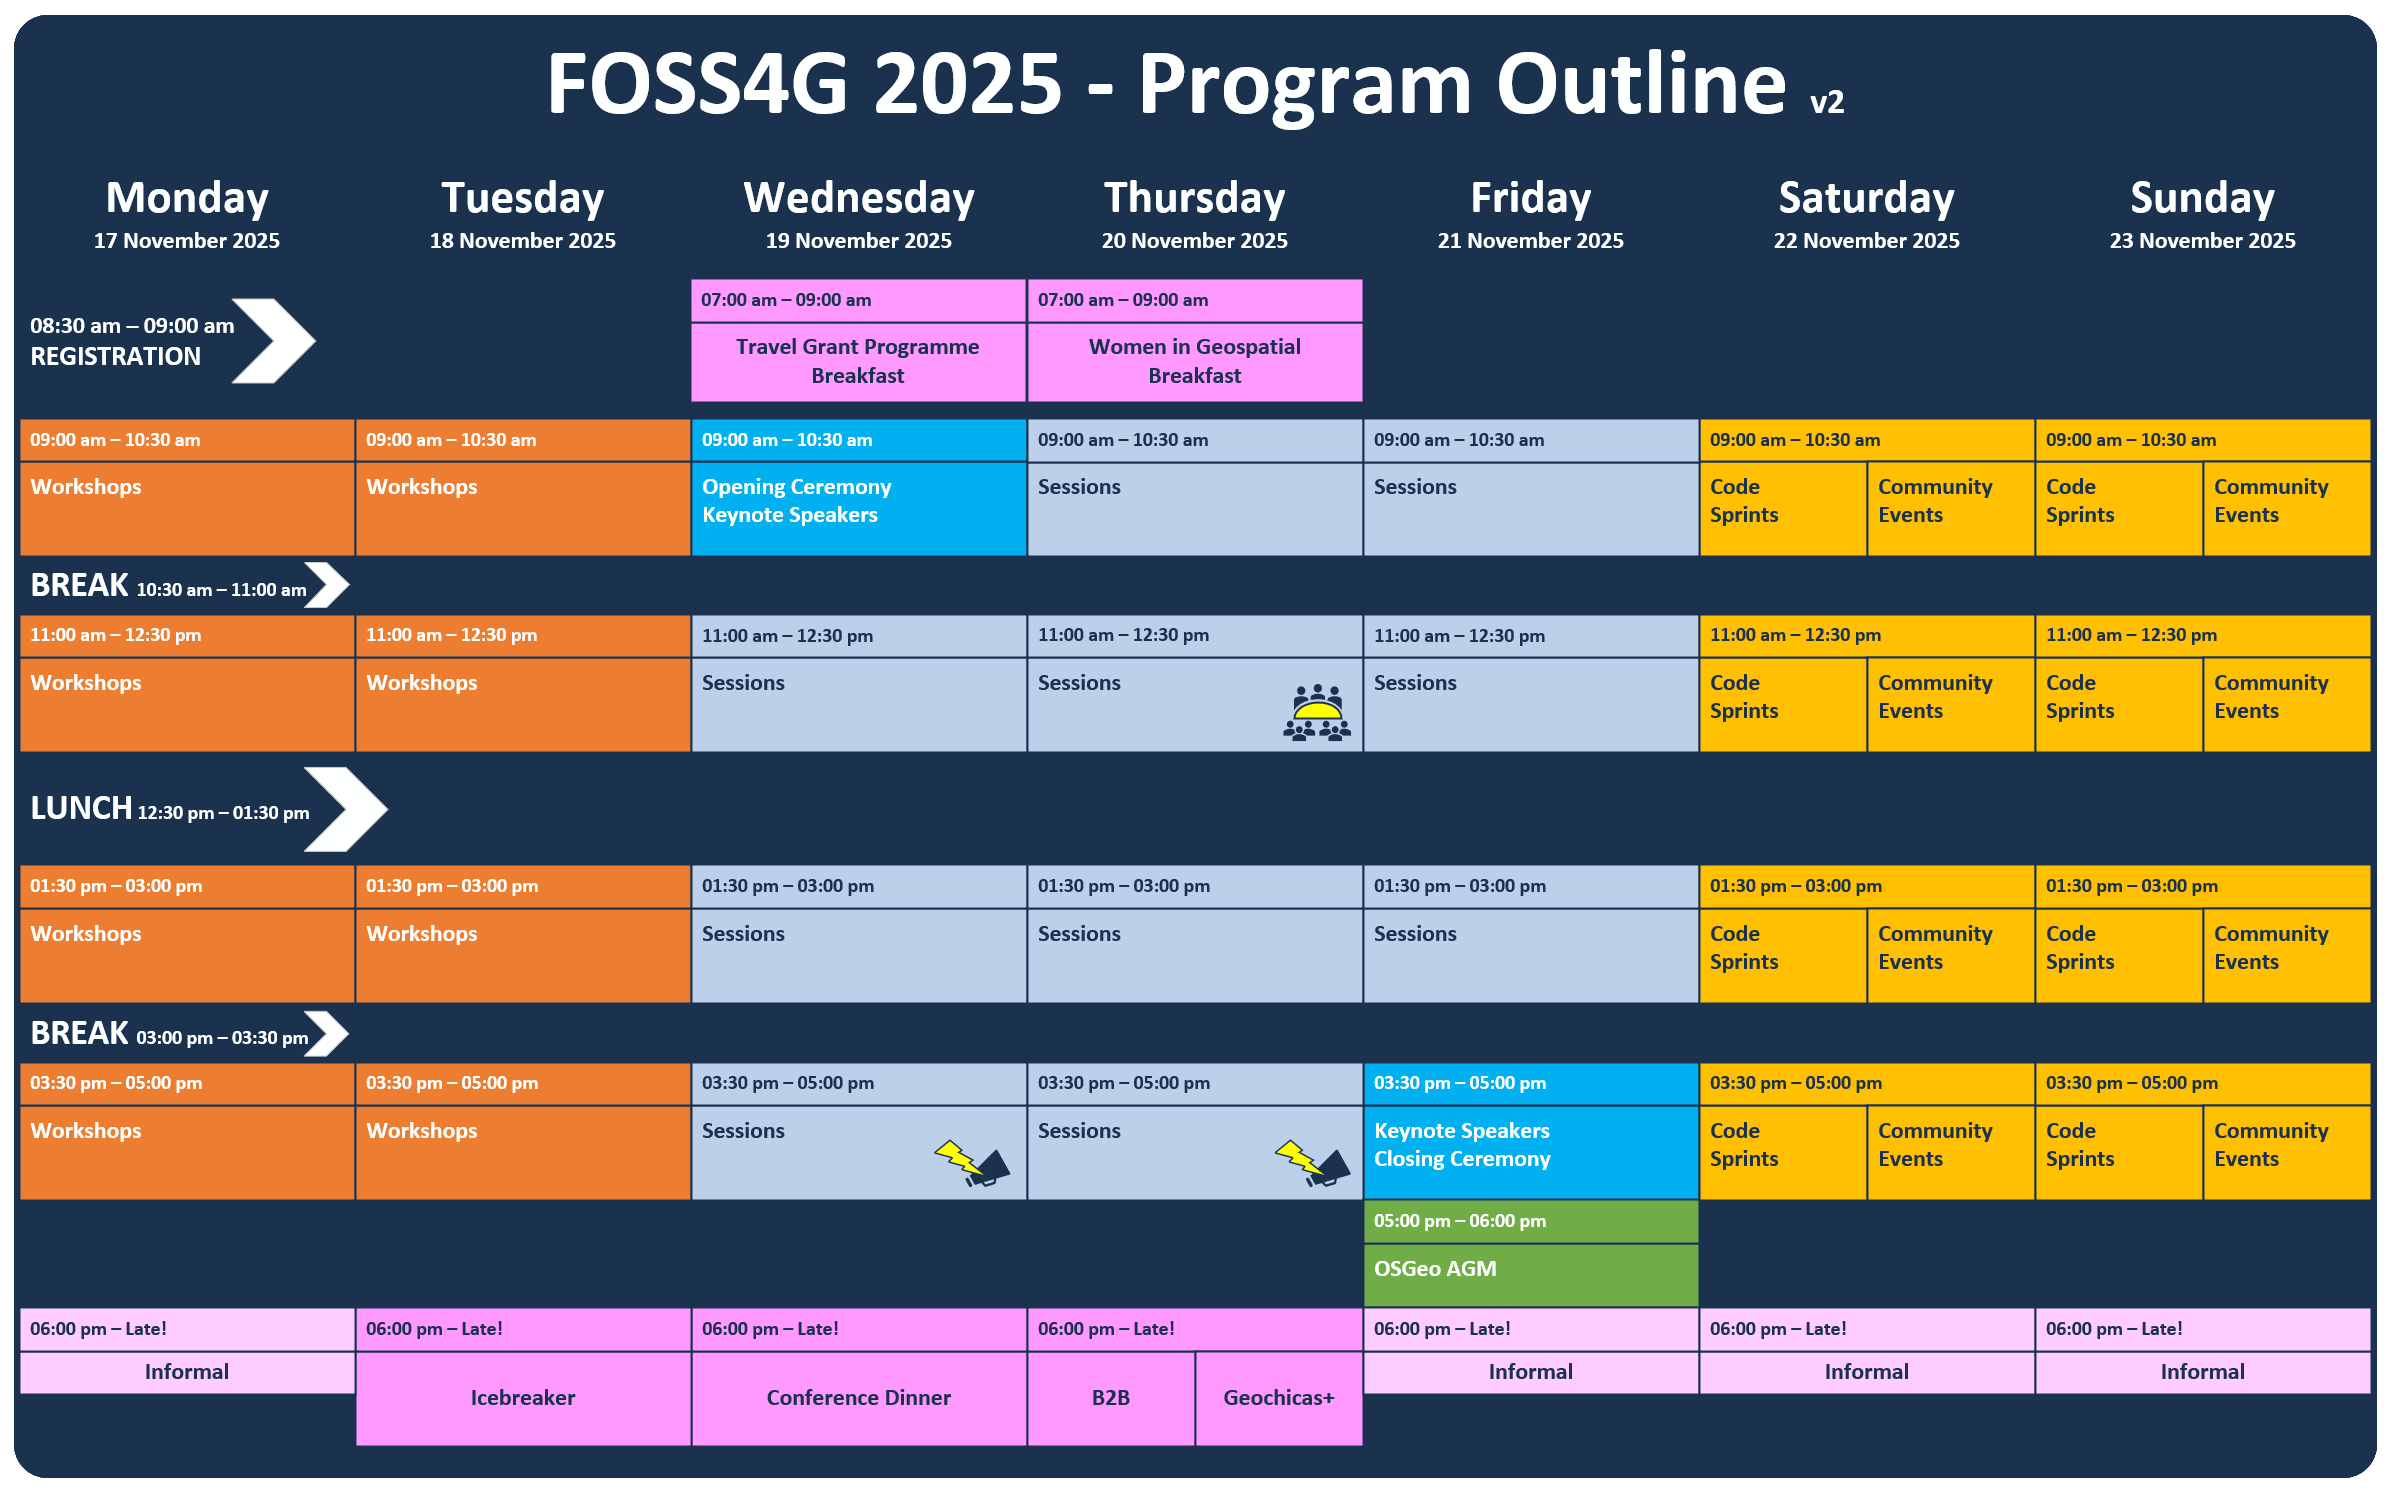 FOSS4G 2025 - Program Outline v2
Monday
17 November 2025
Tuesday
18 November 2025
Wednesday
19 November 2025
Thursday
20 November 2025
Friday
21 November 2025
Saturday
22 November 2025
Sunday
23 November 2025
08:30 am – 09:00 am
REGISTRATION
07:00 am – 09:00 am
Travel Grant Programme
Breakfast
07:00 am – 09:00 am
Women in Geospatial
Breakfast
09:00 am – 10:30 am
Workshops
09:00 am – 10:30 am
Workshops
09:00 am – 10:30 am
Opening Ceremony
Keynote Speakers
09:00 am – 10:30 am
Sessions
09:00 am – 10:30 am
Sessions
09:00 am – 10:30 am
Code
Sprints
Community
Events
09:00 am – 10:30 am
Code
Sprints
Community
Events
BREAK 10:30 am – 11:00 am
11:00 am – 12:30 pm
Workshops
11:00 am – 12:30 pm
Workshops
11:00 am – 12:30 pm
Sessions
11:00 am – 12:30 pm
Sessions
11:00 am – 12:30 pm
Sessions
11:00 am – 12:30 pm
Code
Sprints
Community
Events
11:00 am – 12:30 pm
Code
Sprints
Community
Events
LUNCH 12:30 pm – 01:30 pm
01:30 pm – 03:00 pm
Workshops
01:30 pm – 03:00 pm
Workshops
01:30 pm – 03:00 pm
Sessions
01:30 pm – 03:00 pm
Sessions
01:30 pm – 03:00 pm
Sessions
01:30 pm – 03:00 pm
Code
Sprints
Community
Events
01:30 pm – 03:00 pm
Code
Sprints
Community
Events
BREAK 03:00 pm – 03:30 pm
03:30 pm – 05:00 pm
Workshops
03:30 pm – 05:00 pm
Workshops
03:30 pm – 05:00 pm
Sessions
03:30 pm – 05:00 pm
Sessions
03:30 pm – 05:00 pm
Keynote Speakers
Closing Ceremony
03:30 pm – 05:00 pm
Code
Sprints
Community
Events
03:30 pm – 05:00 pm
Code
Sprints
Community
Events
05:00 pm – 06:00 pm
OSGeo AGM
06:00 pm – Late!
Informal
06:00 pm – Late!
Icebreaker
06:00 pm – Late!
Conference Dinner
06:00 pm – Late!
B2B
Geochicas+
06:00 pm – Late!
Informal
06:00 pm – Late!
Informal
06:00 pm – Late!
Informal